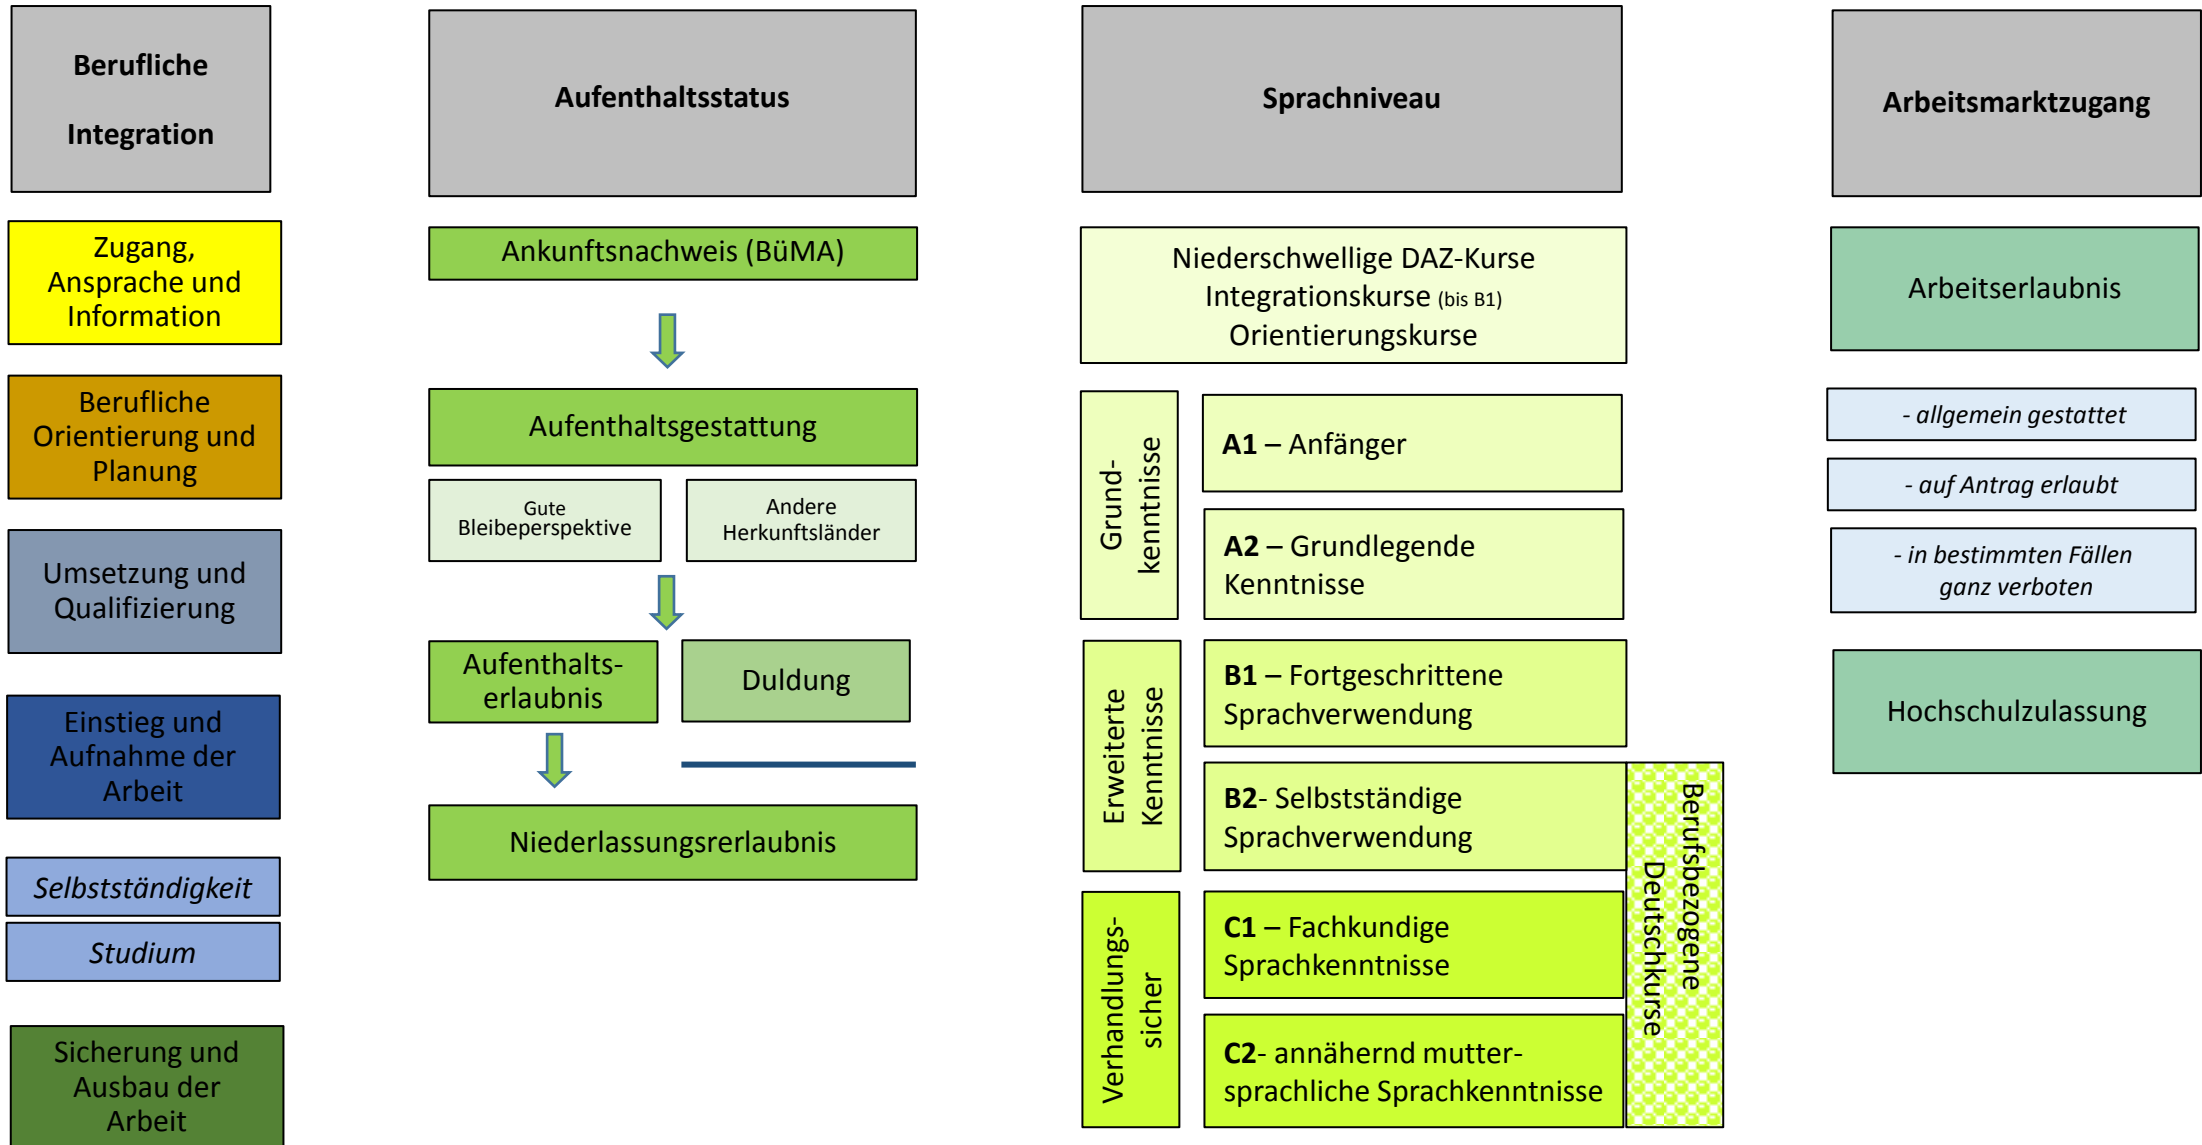 Berufliche
Integration
Zugang,
Ansprache und
Information
Berufliche
Orientierung und
Planung
Umsetzung und
Qualifizierung
Einstieg und
Aufnahme der
Arbeit
Selbstständigkeit
Studium
Sicherung und
Ausbau der
Arbeit
Aufenthaltsstatus
Ankunftsnachweis (BüMA)
Aufenthaltsgestattung
Gute
Bleibeperspektive
Andere
Herkunftsländer
Aufenthalts-
erlaubnis
Duldung
Niederlassungsrerlaubnis
Sprachniveau
Niederschwellige DAZ-Kurse
Integrationskurse (bis B1)
Orientierungskurse
Grund-
kenntnisse
A1 – Anfänger
A2 – Grundlegende
Kenntnisse
Erweiterte
Kenntnisse
B1 – Fortgeschrittene
Sprachverwendung
B2- Selbstständige
Sprachverwendung
Verhandlungs-
sicher
C1 – Fachkundige
Sprachkenntnisse
C2- annähernd mutter-
sprachliche Sprachkenntnisse
Berufsbezogene
Deutschkurse
Arbeitsmarktzugang
Arbeitserlaubnis
- allgemein gestattet
- auf Antrag erlaubt
- in bestimmten Fällen
ganz verboten
Hochschulzulassung